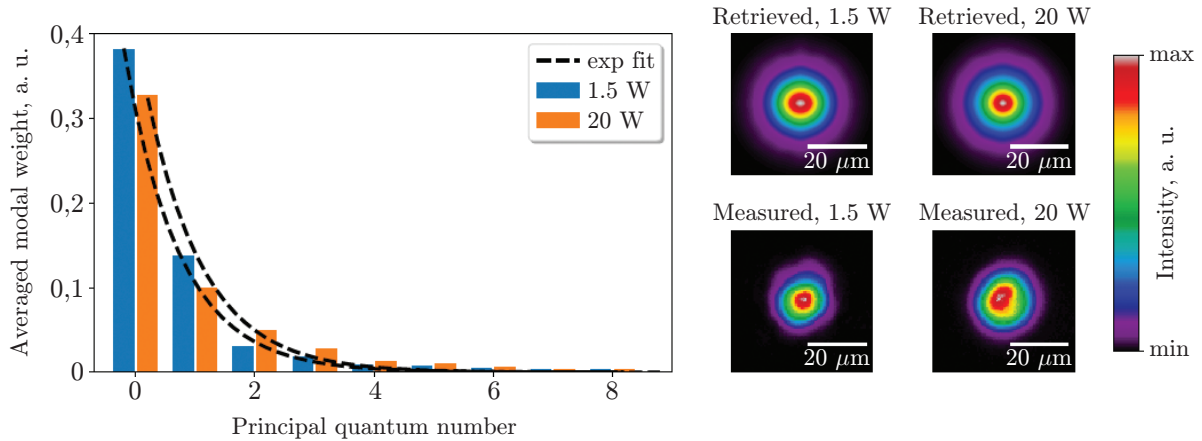 0,4
0,3
0,2
0,1
0
Averaged modal weight, a. u.
0 2 4 6 8
Principal quantum number
exp fit
1.5 W
20 W
Retrieved, 1.5 W
20 μm
Retrieved, 20 W
20 μm
Measured, 1.5 W
20 μm
Measured, 20 W
20 μm
max
min
Intensity, a. u.